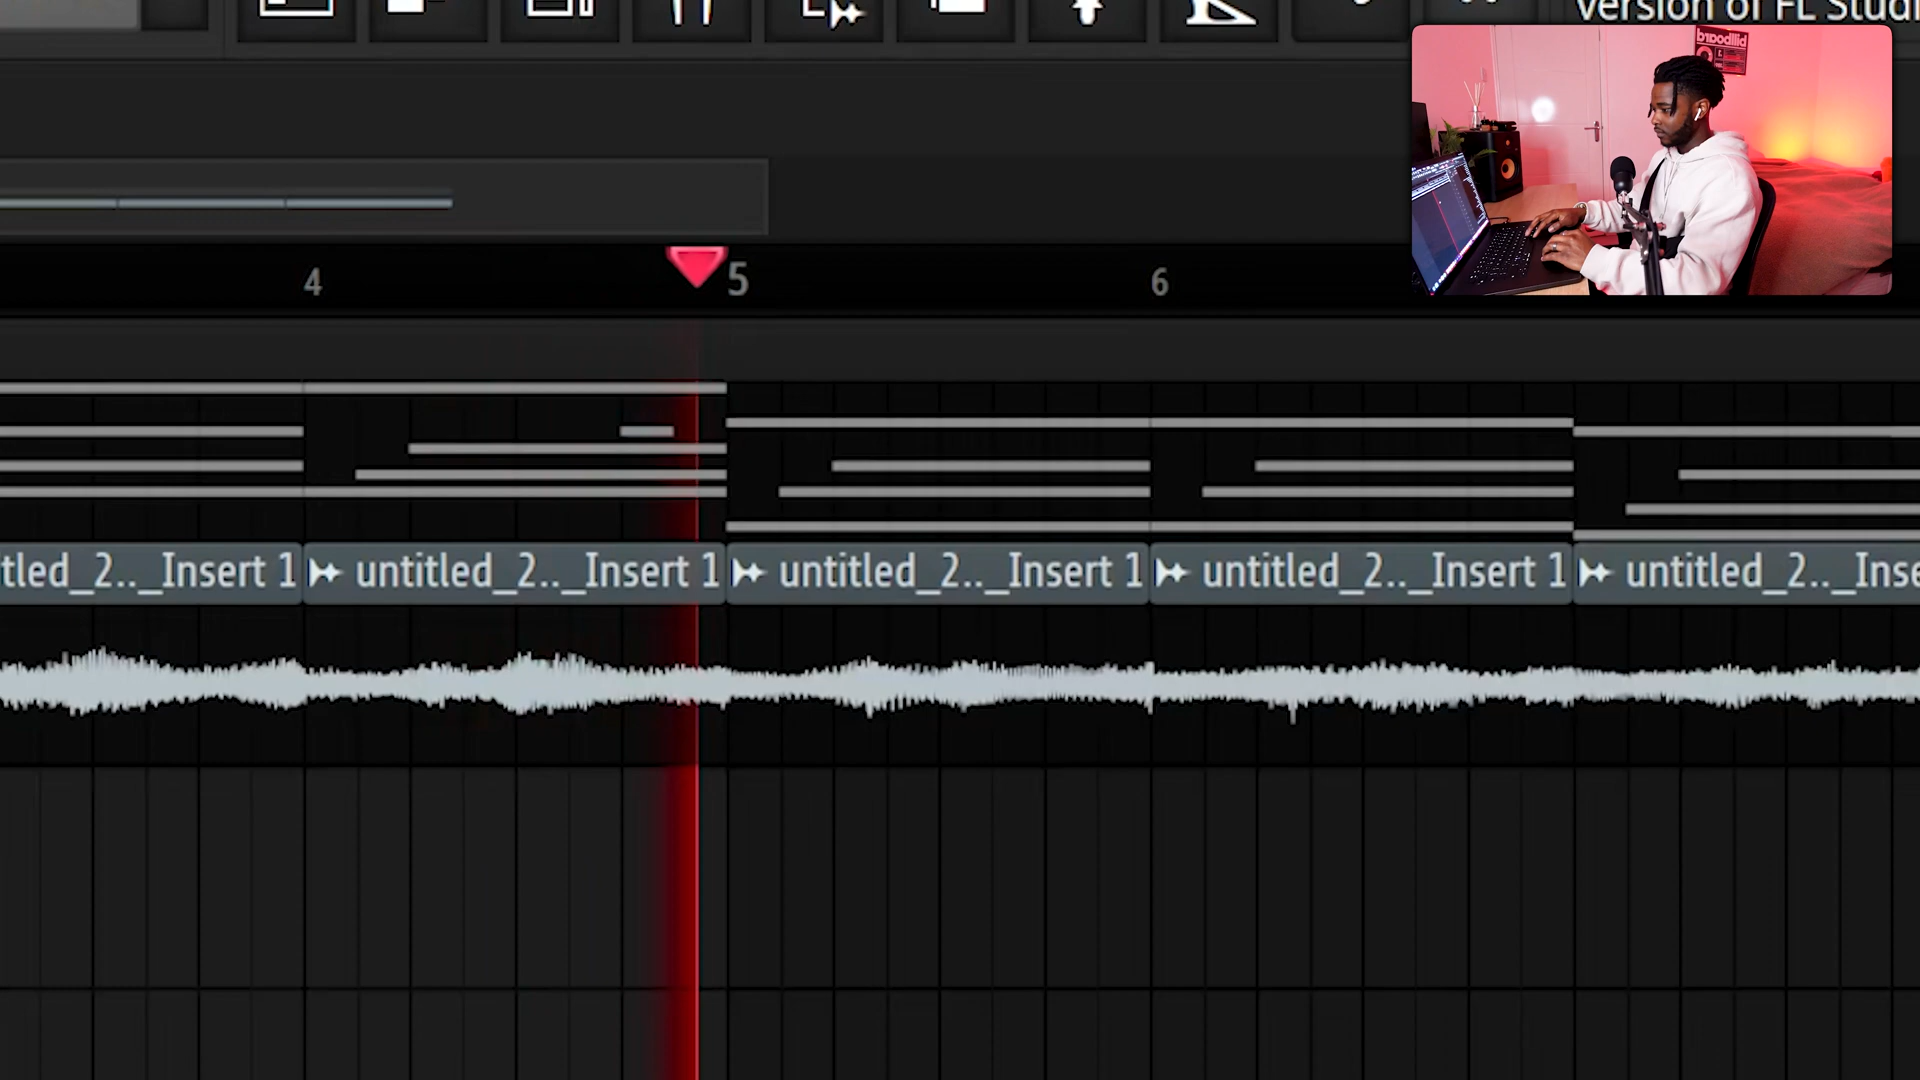 version of FL Studi
billboard
4
5
6
tled_2.._Insert 1
untitled_2.._Insert 1
untitled_2.._Insert 1
untitled_2.._Insert 1
untitled_2.._Inse